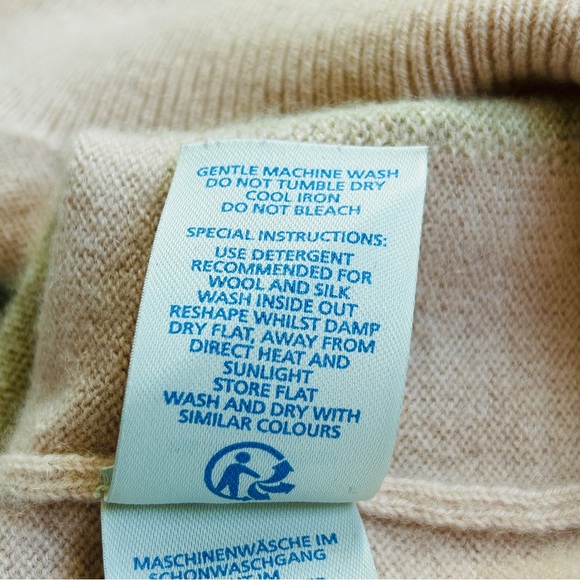 GENTLE MACHINE WASH
DO NOT TUMBLE DRY
COOL IRON
DO NOT BLEACH
SPECIAL INSTRUCTIONS:
USE DETERGENT
RECOMMENDED FOR
WOOL AND SILK
WASH INSIDE OUT
RESHAPE WHILST DAMP
DRY FLAT, AWAY FROM
DIRECT HEAT AND
SUNLIGHT
STORE FLAT
WASH AND DRY WITH
SIMILAR COLOURS
MASCHINENWÄSCHE IM
SCHONWASCHGANG
IM